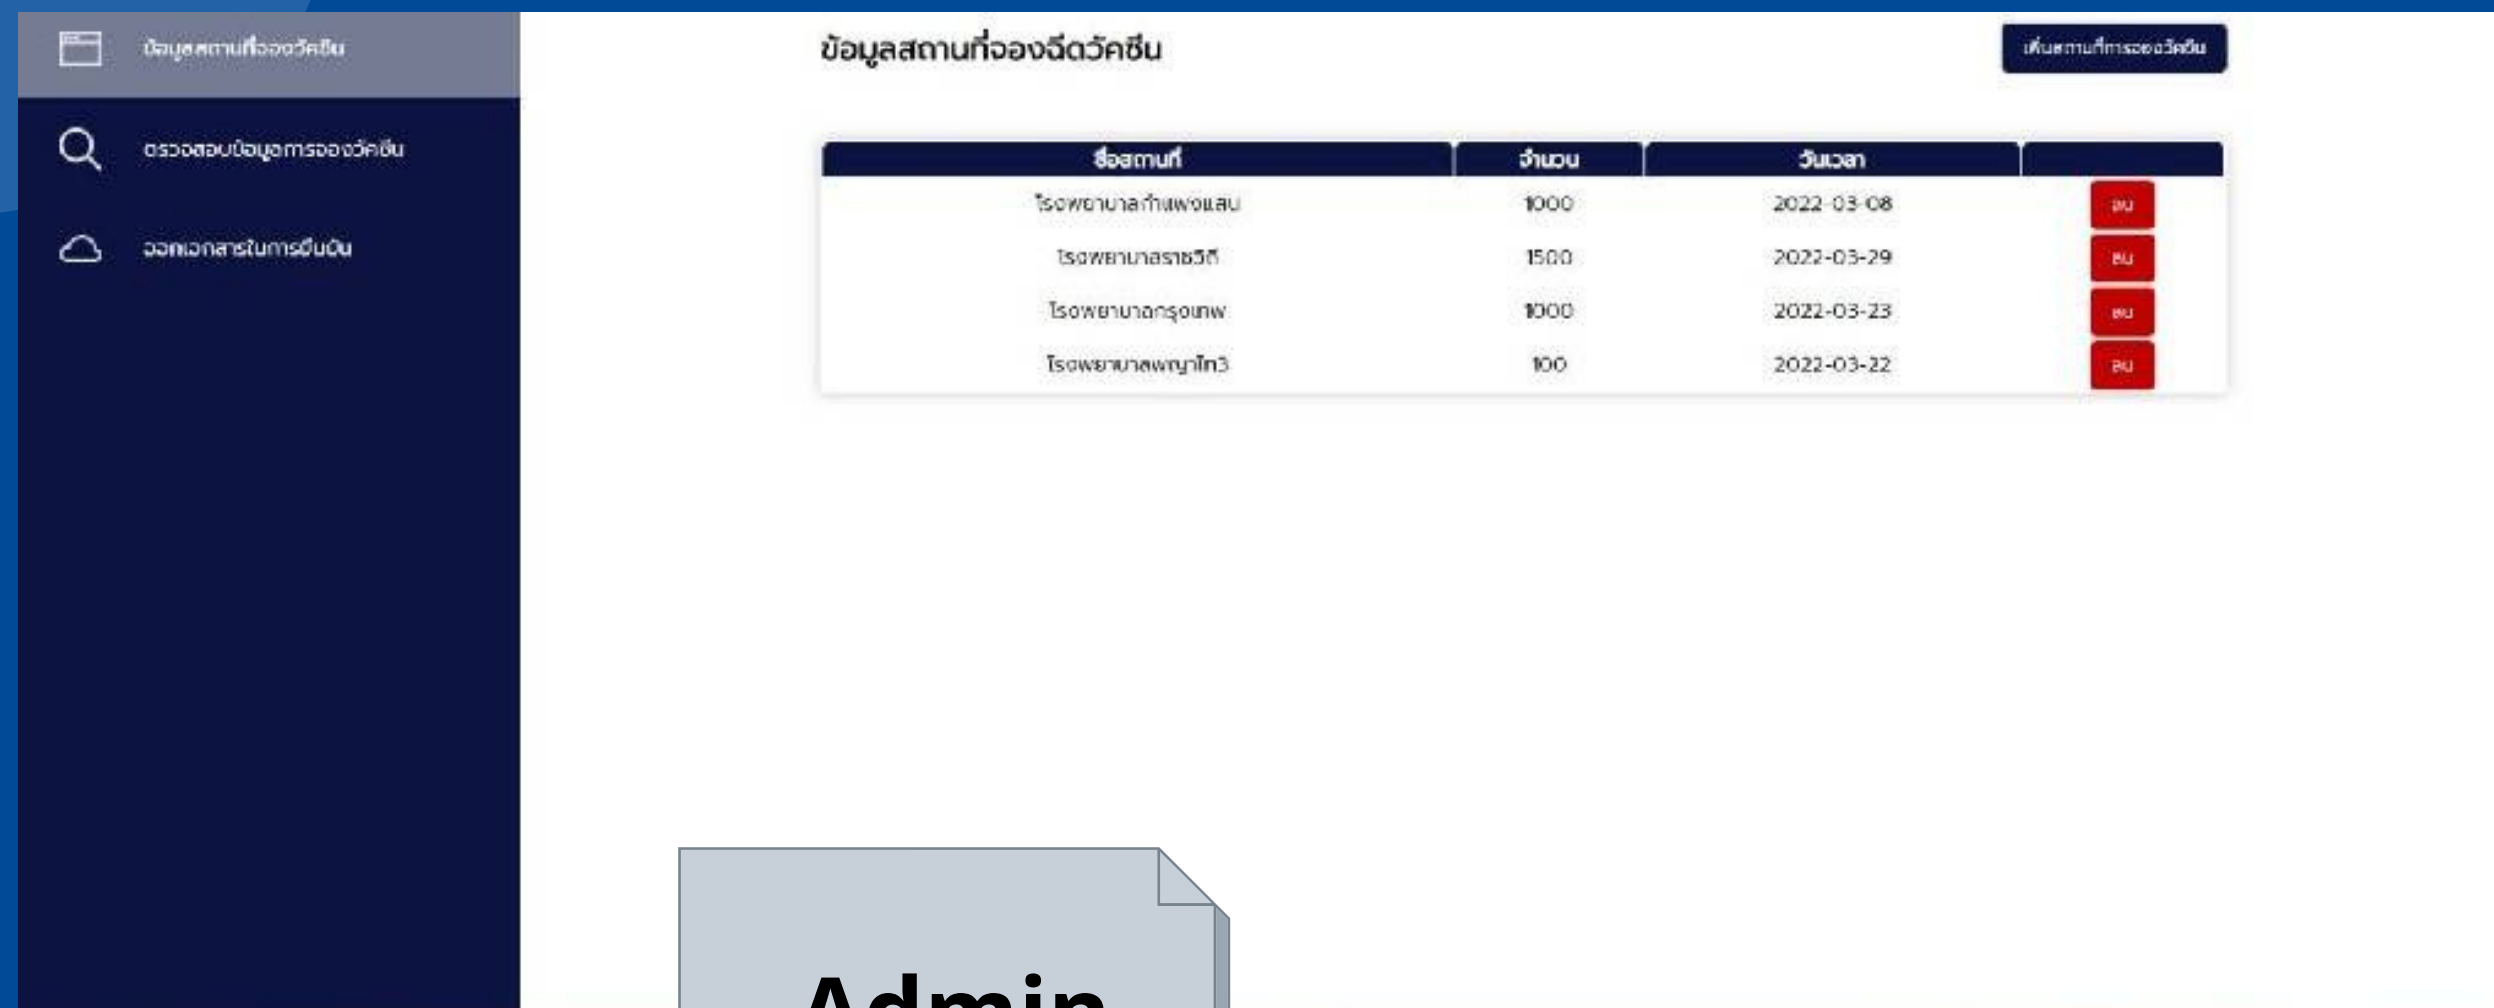 ข้อมูลสถานที่จองวัคซีน
ตรวจสอบข้อมูลการจองวัคซีน
ออกเอกสารในการยืนยัน
ข้อมูลสถานที่จองฉีดวัคซีน
เพิ่มสถานที่การจองวัคซีน
ชื่อสถานที่ จำนวน วันเวลา
โรงพยาบาลกำแพงแสน 1000 2022-03-08 ลบ
โรงพยาบาลราชวิถี 1500 2022-03-29 ลบ
โรงพยาบาลกรุงเทพ 1000 2022-03-23 ลบ
โรงพยาบาลพญาไท3 100 2022-03-22 ลบ
Admin